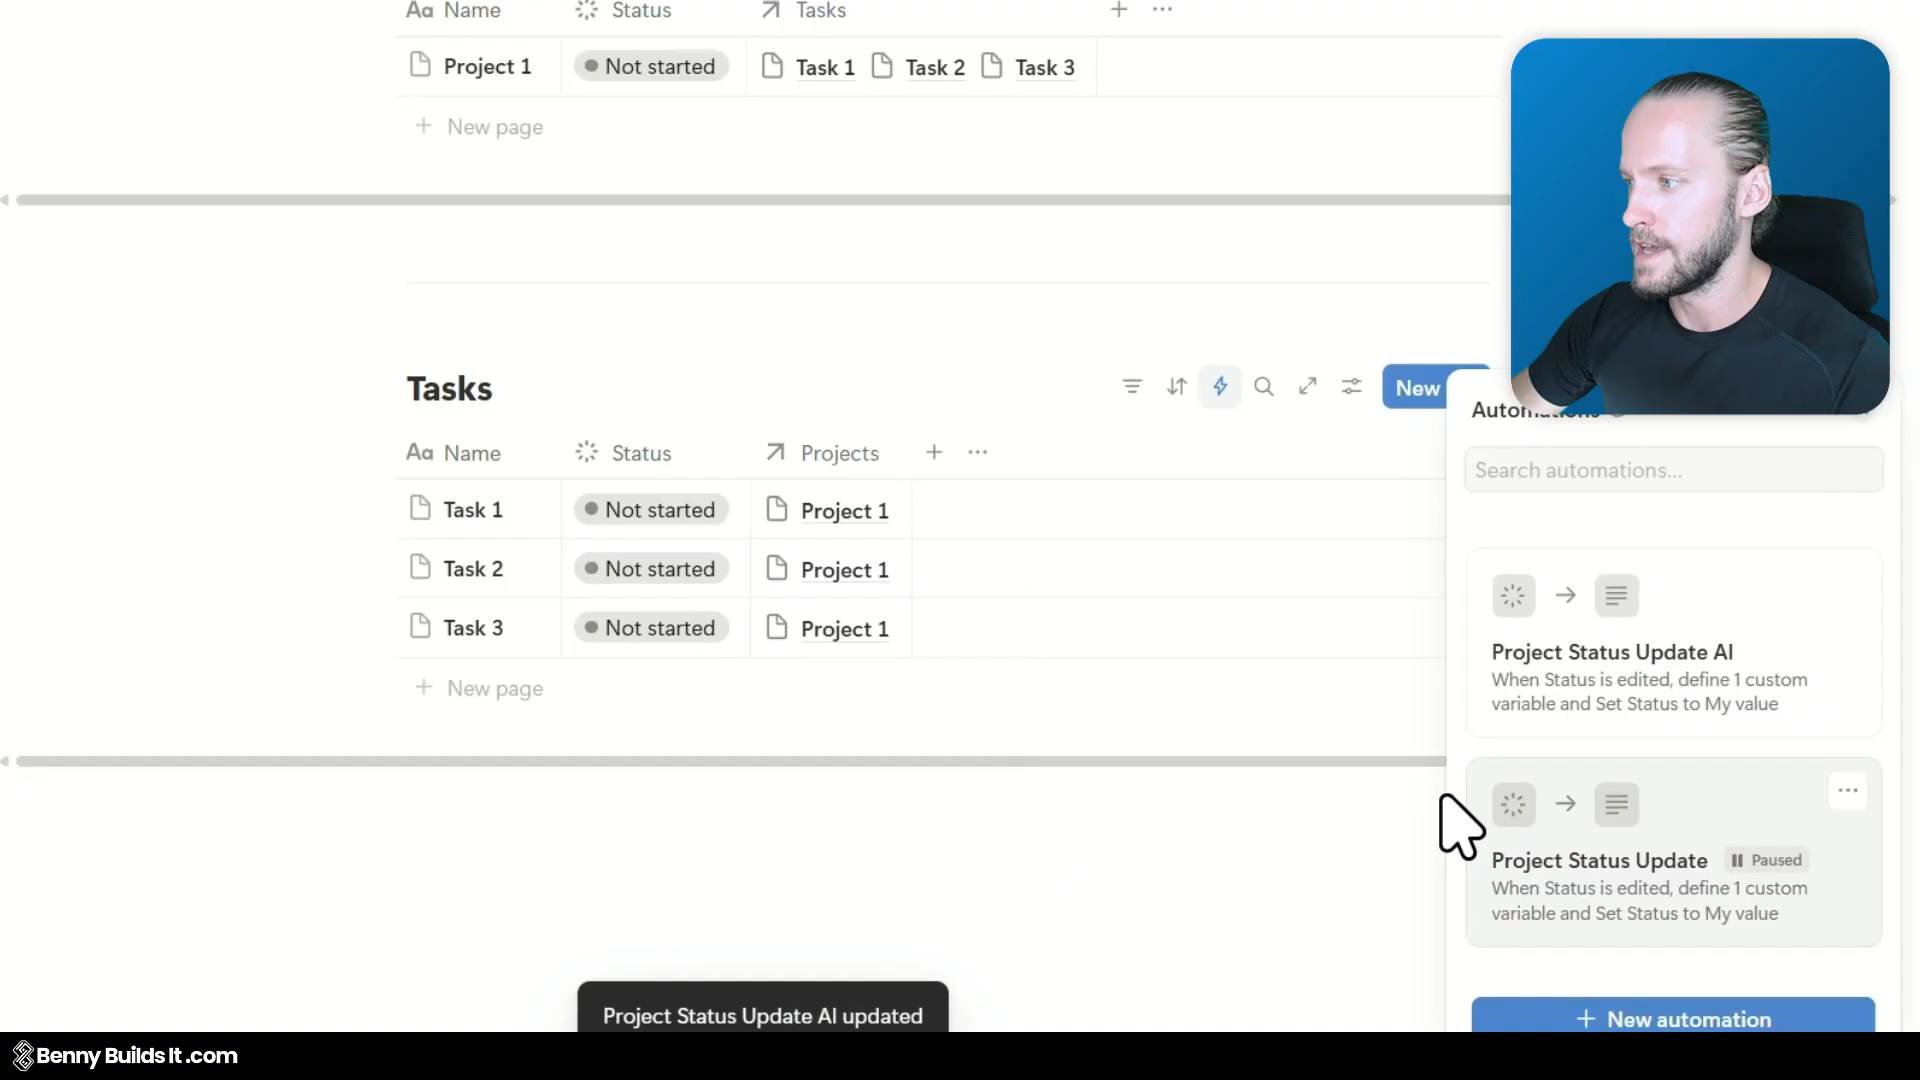 Aa Name Status Tasks + ...
Project 1 Not started Task 1 Task 2 Task 3
+ New page
Tasks
New
Aa Name Status Projects + ...
Task 1 Not started Project 1
Task 2 Not started Project 1
Task 3 Not started Project 1
+ New page
Automations
Search automations...
Project Status Update AI
When Status is edited, define 1 custom
variable and Set Status to My value
Project Status Update Paused
When Status is edited, define 1 custom
variable and Set Status to My value
+ New automation
Project Status Update AI updated
Benny Builds It .com